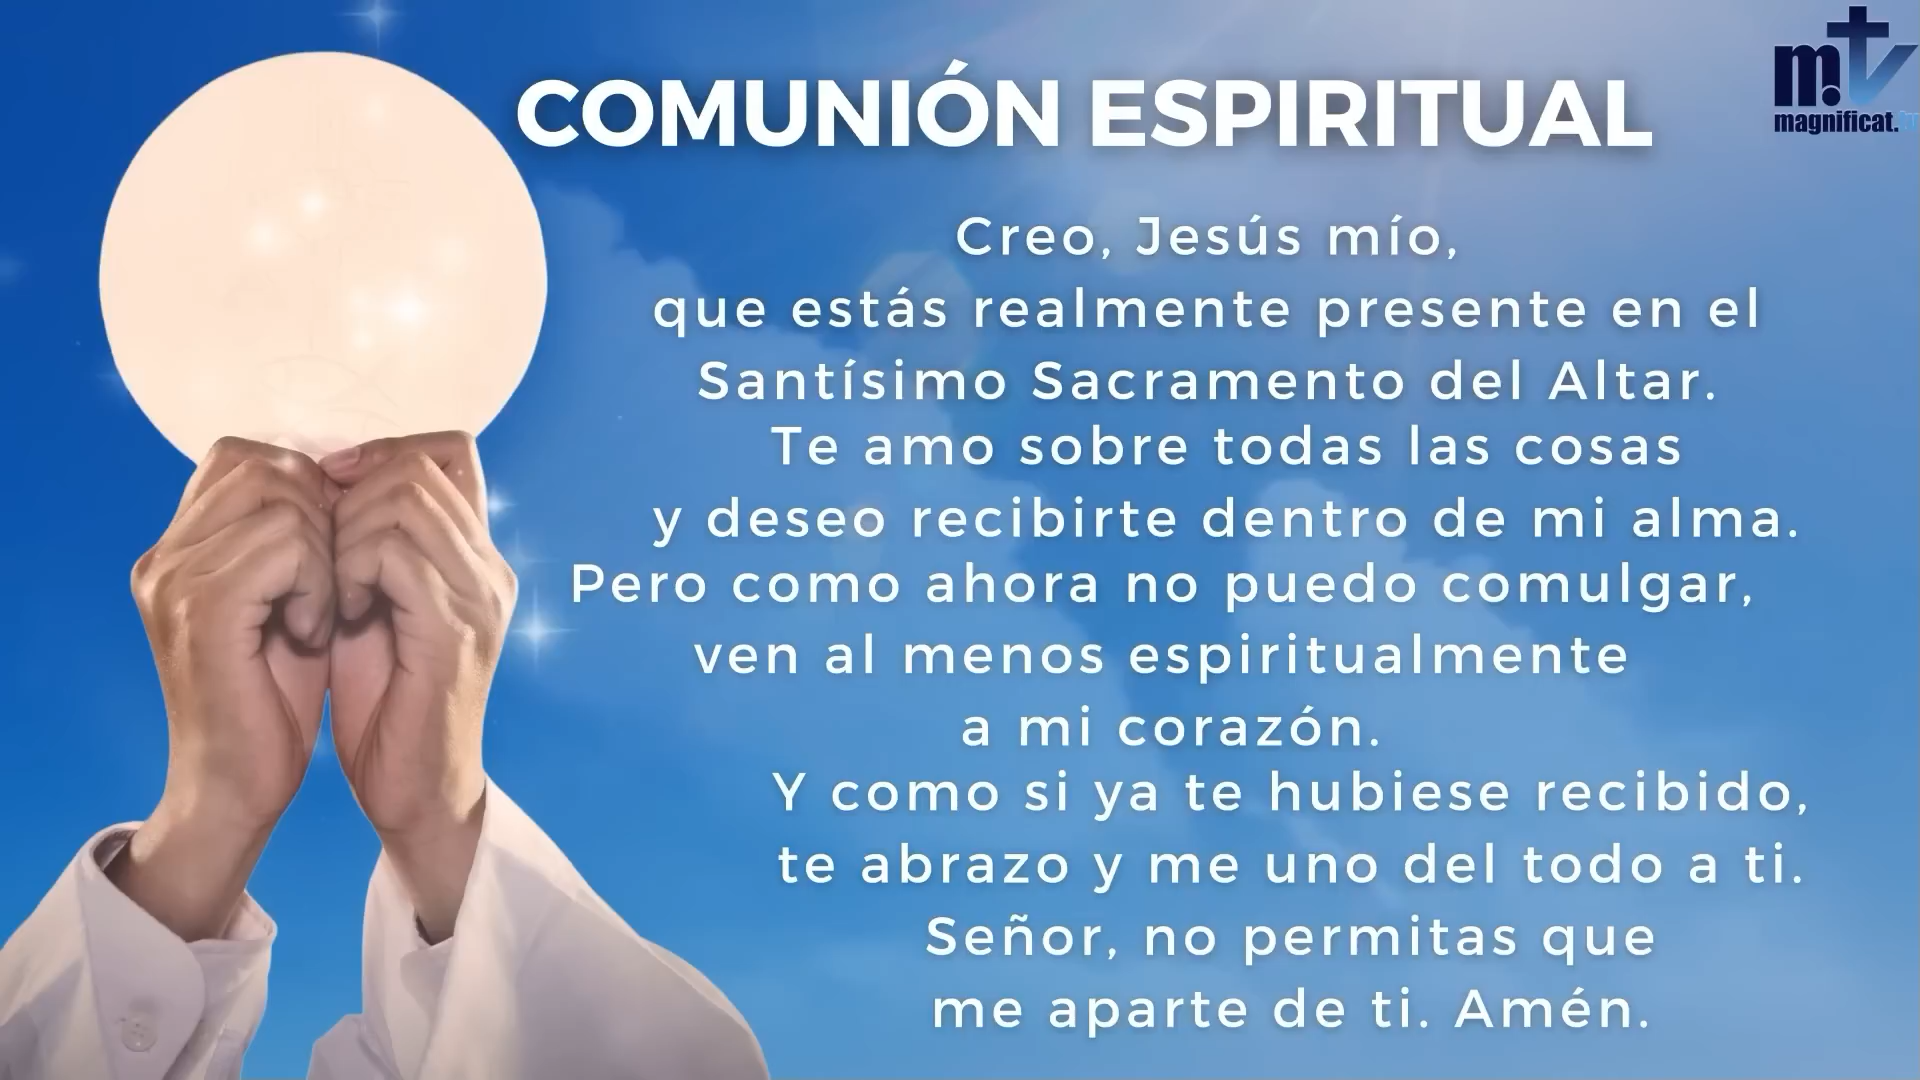 COMUNIÓN ESPIRITUAL
mtv
magnificat.tv
Creo, Jesús mío,
que estás realmente presente en el
Santísimo Sacramento del Altar.
Te amo sobre todas las cosas
y deseo recibirte dentro de mi alma.
Pero como ahora no puedo comulgar,
ven al menos espiritualmente
a mi corazón.
Y como si ya te hubiese recibido,
te abrazo y me uno del todo a ti.
Señor, no permitas que
me aparte de ti. Amén.